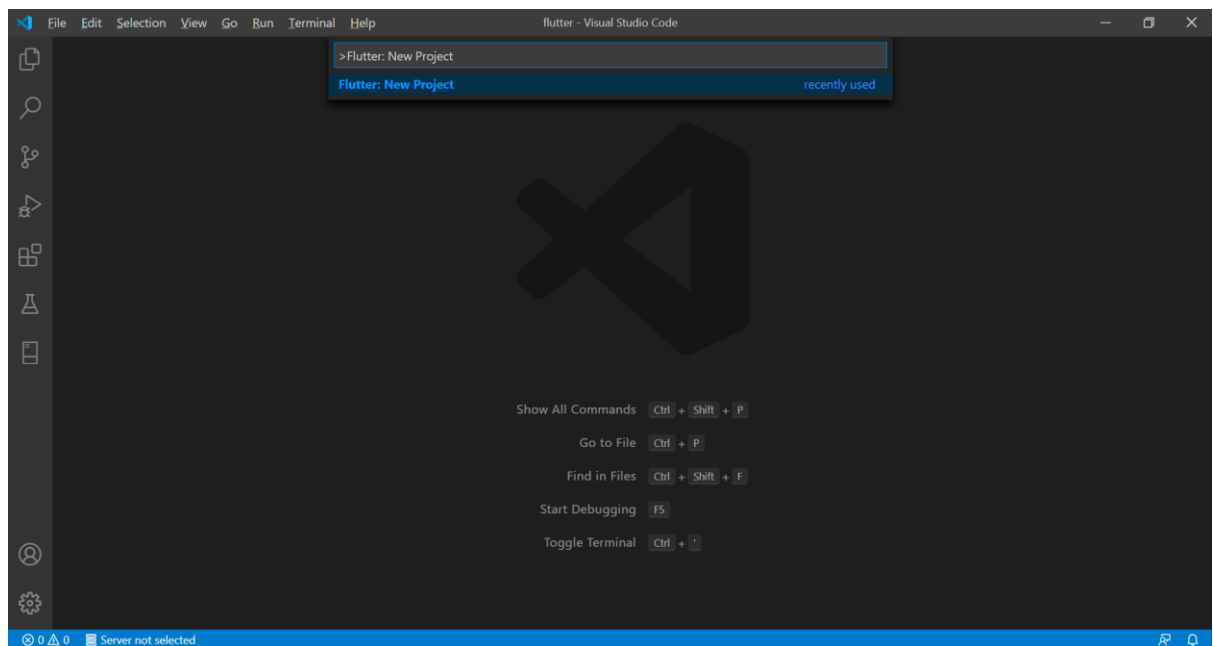 File Edit Selection View Go Run Terminal Help flutter - Visual Studio Code
>Flutter: New Project
Flutter: New Project recently used
Show All Commands Ctrl + Shift + P
Go to File Ctrl + P
Find in Files Ctrl + Shift + F
Start Debugging F5
Toggle Terminal Ctrl + '
0 0 Server not selected